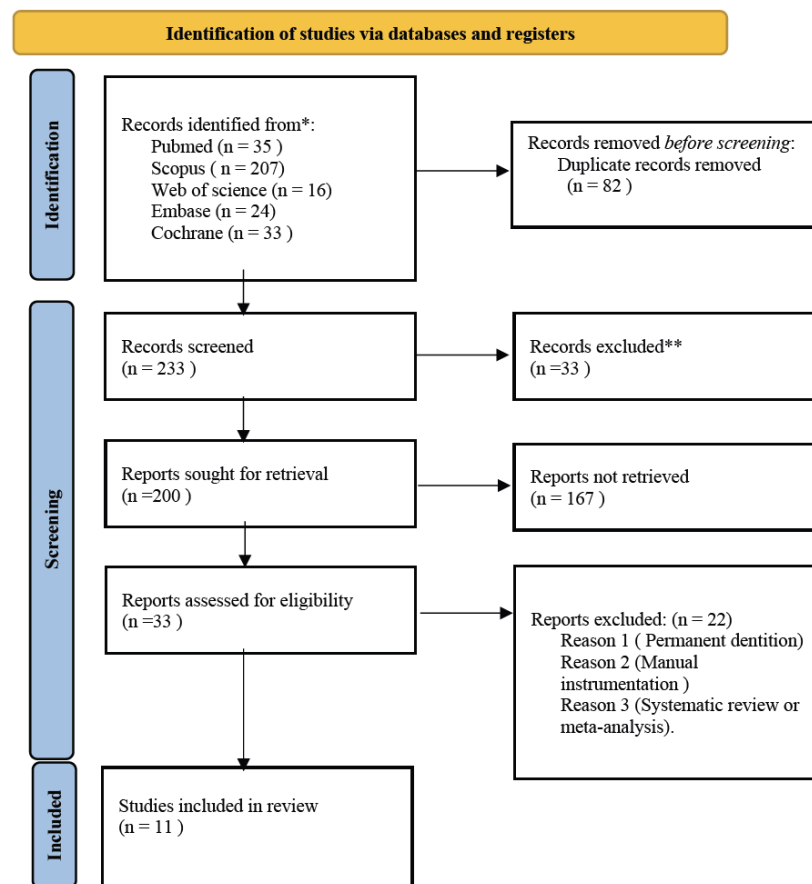 Identification of studies via databases and registers
Identification
Records identified from*:
Pubmed (n = 35 )
Scopus ( n = 207)
Web of science (n = 16)
Embase (n = 24)
Cochrane (n = 33 )
Records removed before screening:
Duplicate records removed
(n = 82 )
Screening
Records screened
(n = 233 )
Records excluded**
(n =33 )
Reports sought for retrieval
(n =200 )
Reports not retrieved
(n = 167 )
Reports assessed for eligibility
(n =33 )
Reports excluded: (n = 22)
Reason 1 ( Permanent dentition)
Reason 2 (Manual
instrumentation )
Reason 3 (Systematic review or
meta-analysis).
Included
Studies included in review
(n = 11 )